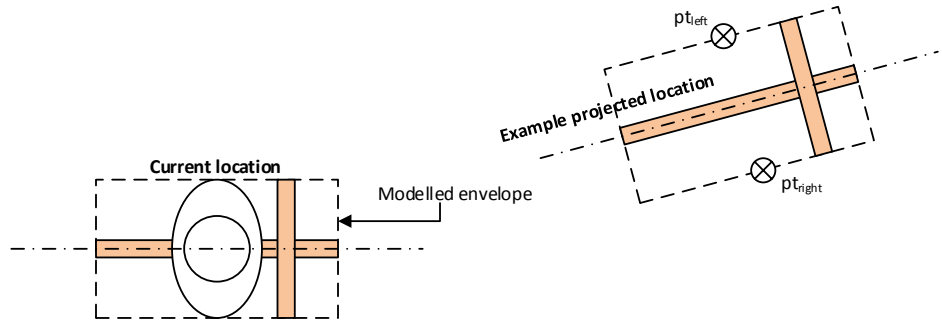 pt_left
Example projected location
Current location
Modelled envelope
pt_right